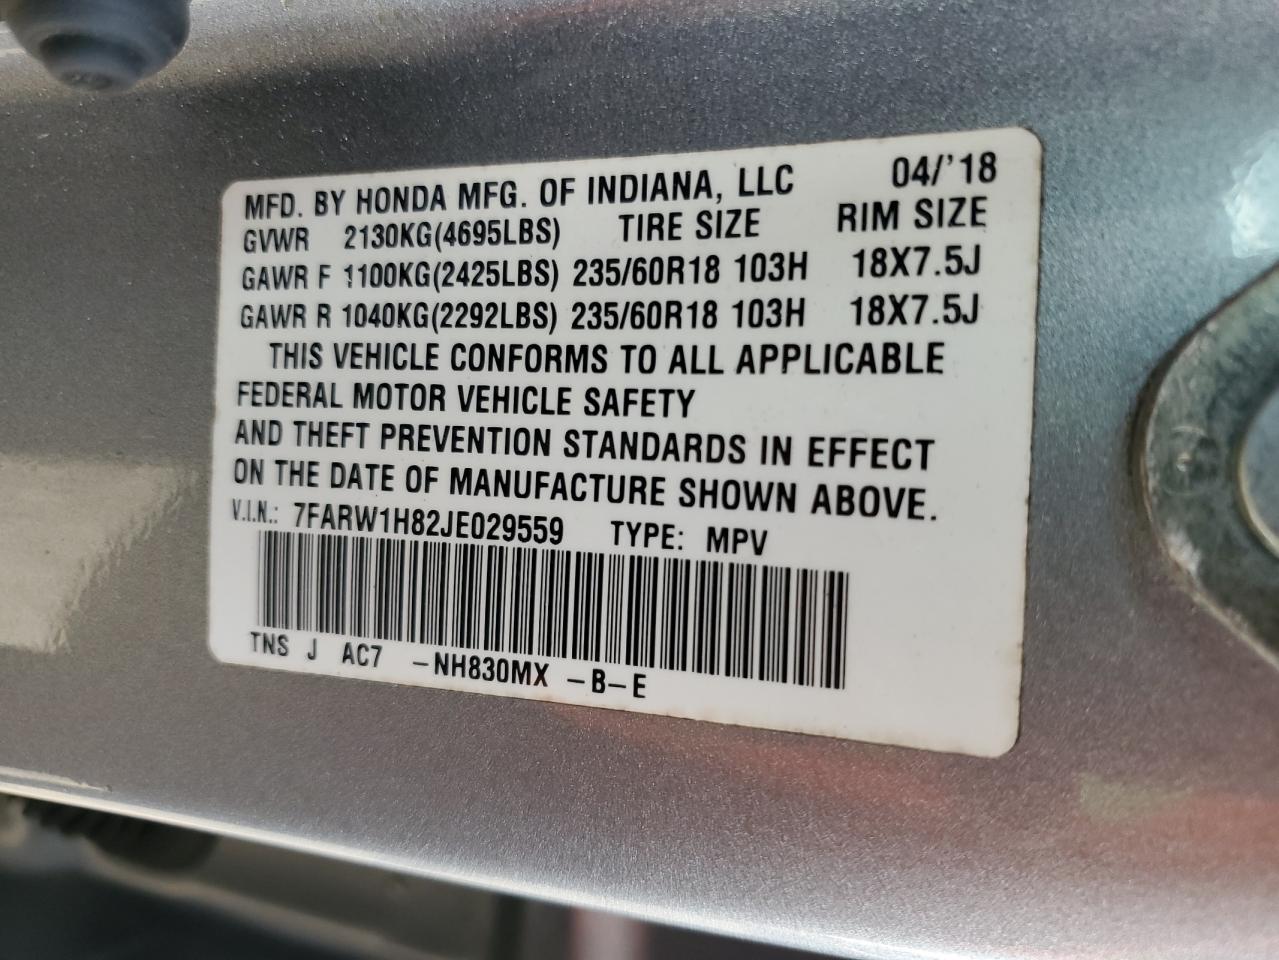 MFD. BY HONDA MFG. OF INDIANA, LLC 04/'18
GVWR 2130KG(4695LBS) TIRE SIZE RIM SIZE
GAWR F 1100KG(2425LBS) 235/60R18 103H 18X7.5J
GAWR R 1040KG(2292LBS) 235/60R18 103H 18X7.5J
THIS VEHICLE CONFORMS TO ALL APPLICABLE
FEDERAL MOTOR VEHICLE SAFETY
AND THEFT PREVENTION STANDARDS IN EFFECT
ON THE DATE OF MANUFACTURE SHOWN ABOVE.
V.I.N.: 7FARW1H82JE029559 TYPE: MPV
TNS J AC7 -NH830MX -B-E